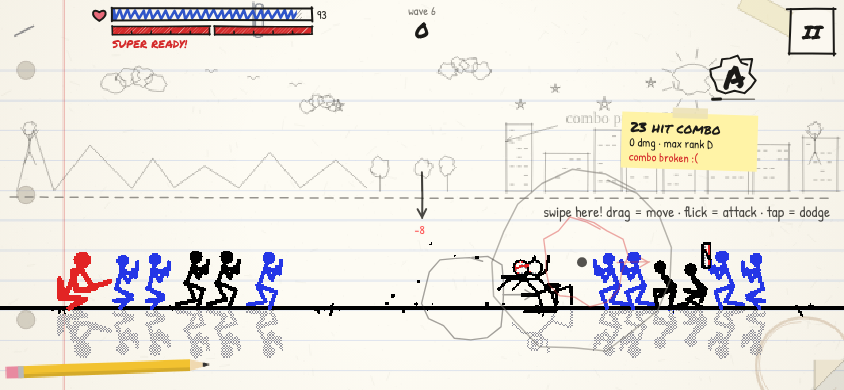 93
SUPER READY!
wave 6
0
II
A
combo p
23 HIT COMBO
0 dmg · max rank D
combo broken :(
swipe here! drag = move · flick = attack · tap = dodge
-8